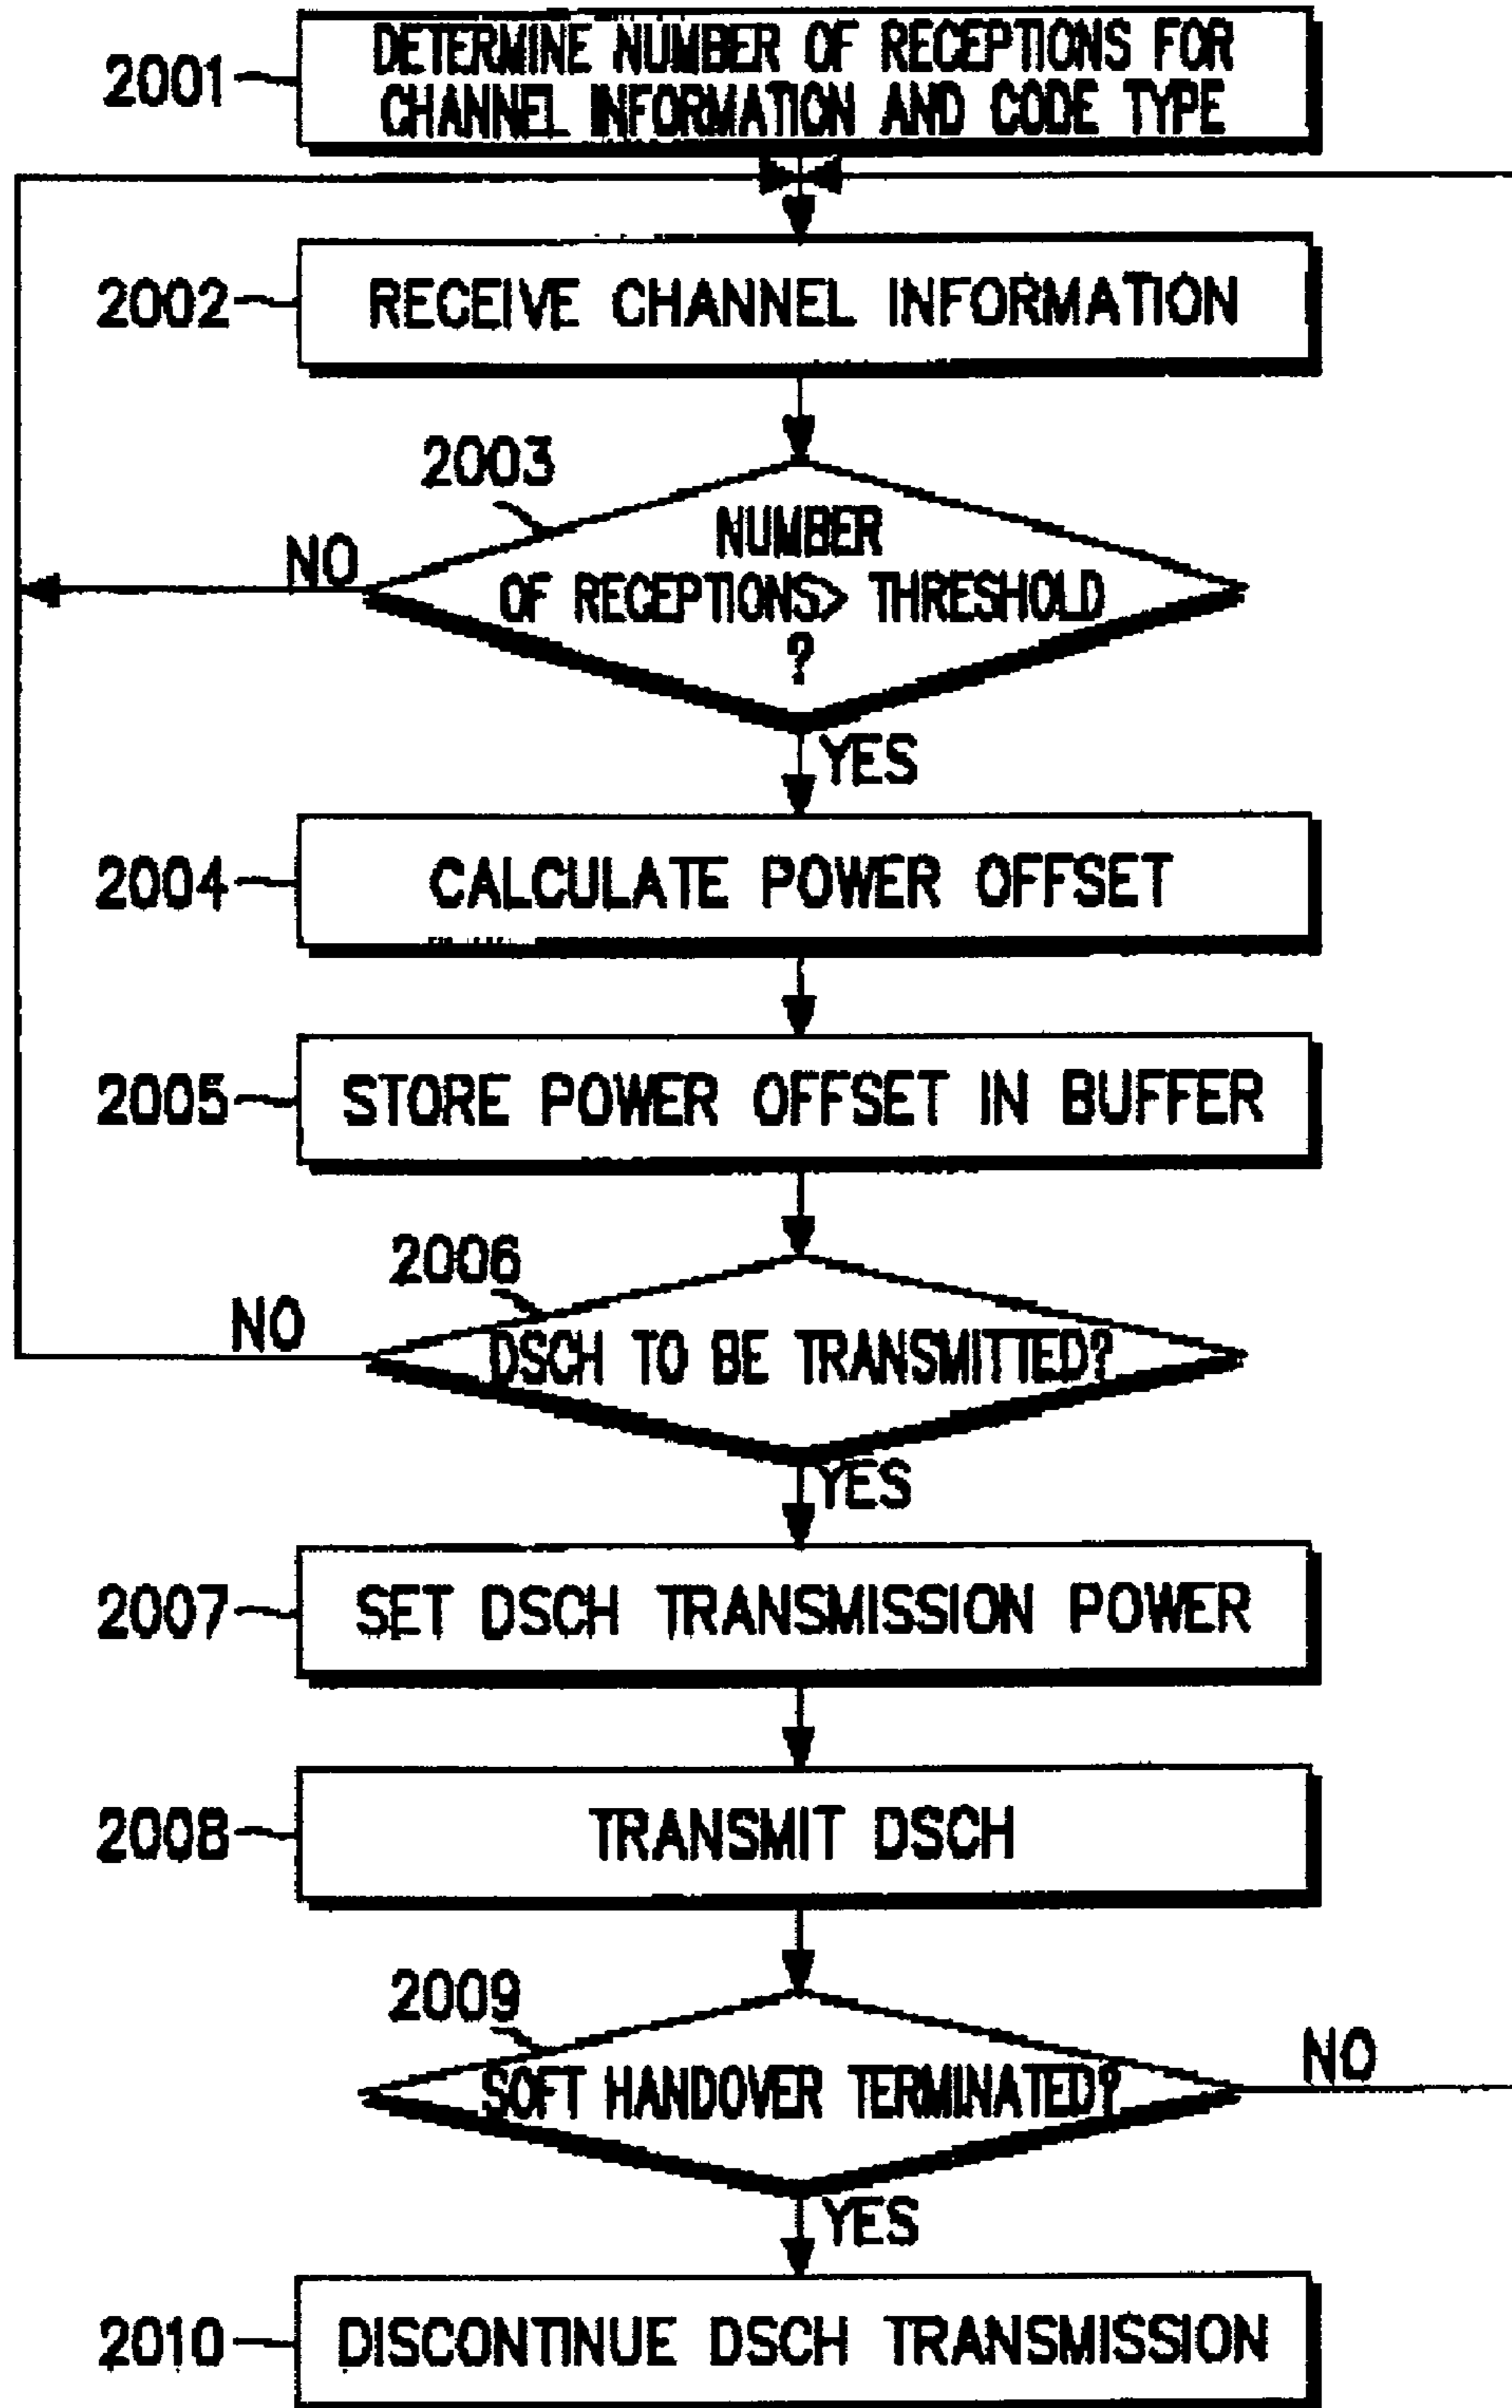 2001
DETERMINE NUMBER OF RECEPTIONS FOR
CHANNEL INFORMATION AND CODE TYPE
2002
RECEIVE CHANNEL INFORMATION
2003
NUMBER
OF RECEPTIONS> THRESHOLD
?
NO
YES
2004
CALCULATE POWER OFFSET
2005
STORE POWER OFFSET IN BUFFER
2006
DSCH TO BE TRANSMITTED?
NO
YES
2007
SET DSCH TRANSMISSION POWER
2008
TRANSMIT DSCH
2009
SOFT HANDOVER TERMINATED?
NO
YES
2010
DISCONTINUE DSCH TRANSMISSION